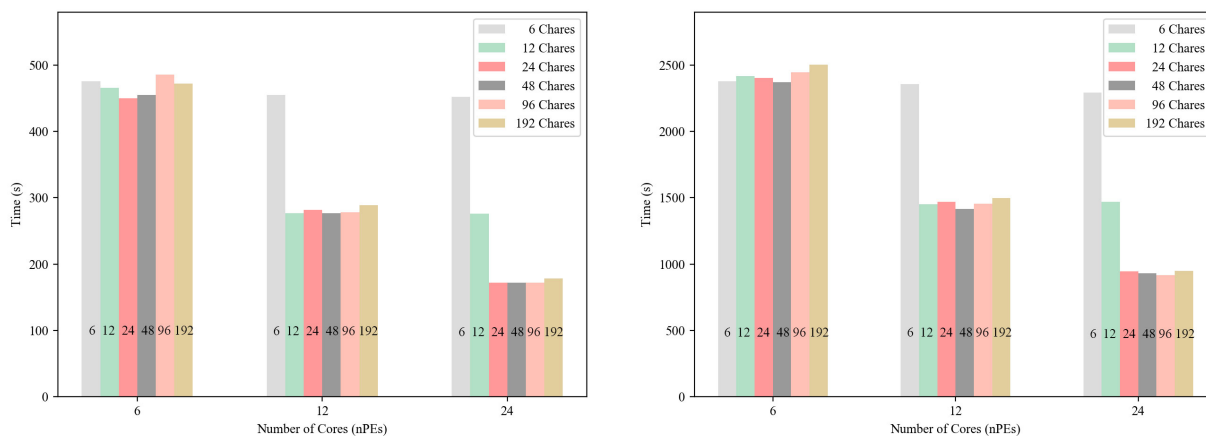 6 Chares
12 Chares
24 Chares
48 Chares
96 Chares
192 Chares
500
400
300
200
100
0
Time (s)
6 12 24 48 96 192
6 12 24 48 96 192
6 12 24 48 96 192
6 12 24
Number of Cores (nPEs)
6 Chares
12 Chares
24 Chares
48 Chares
96 Chares
192 Chares
2500
2000
1500
1000
500
0
Time (s)
6 12 24 48 96 192
6 12 24 48 96 192
6 12 24 48 96 192
6 12 24
Number of Cores (nPEs)